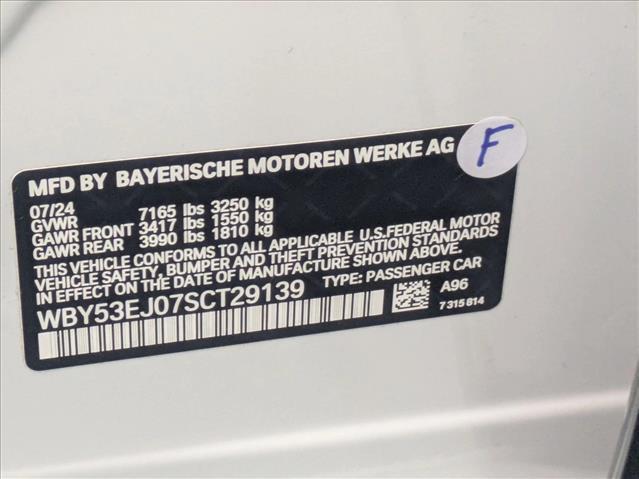 MFD BY BAYERISCHE MOTOREN WERKE AG
F
07/24
GVWR 7165 lbs 3250 kg
GAWR FRONT 3417 lbs 1550 kg
GAWR REAR 3990 lbs 1810 kg
THIS VEHICLE CONFORMS TO ALL APPLICABLE U.S.FEDERAL MOTOR
VEHICLE SAFETY, BUMPER, AND THEFT PREVENTION STANDARDS
IN EFFECT ON THE DATE OF MANUFACTURE SHOWN ABOVE.
WBY53EJ07SCT29139 TYPE: PASSENGER CAR
A96
7 315 814